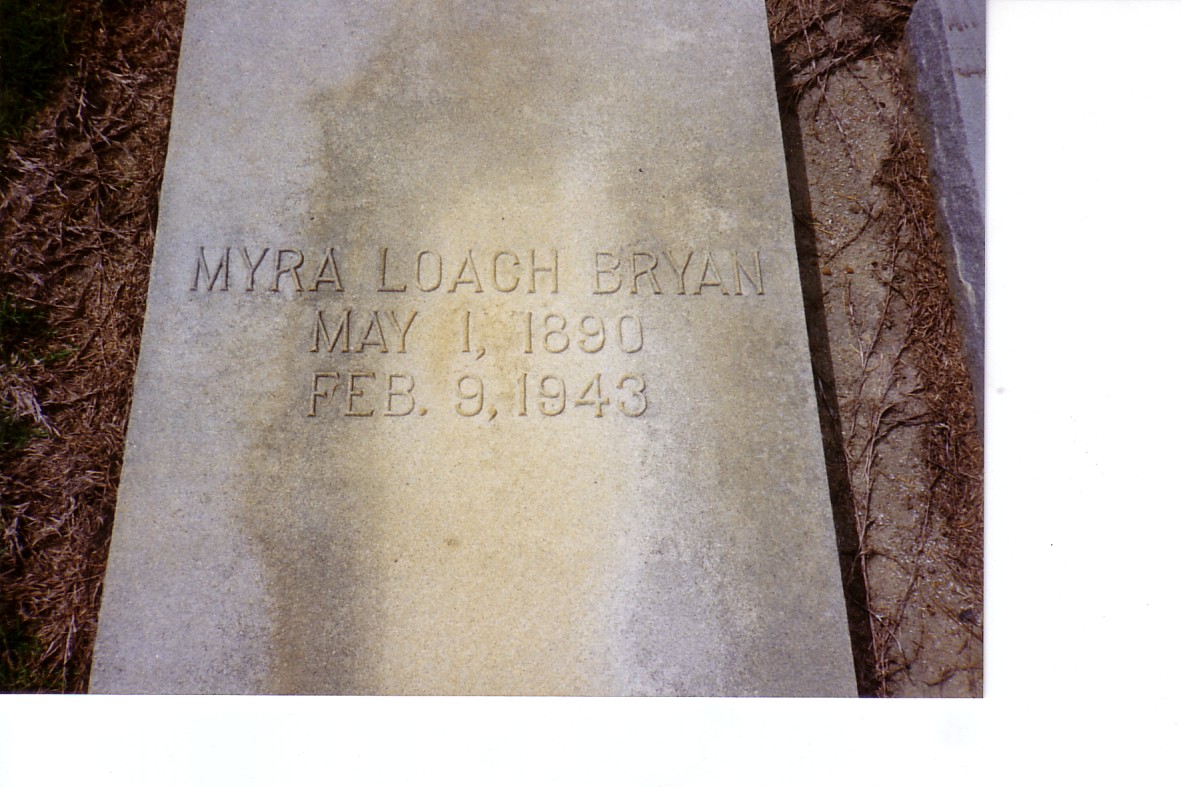 MYRA LOACH BRYAN
MAY 1, 1890
FEB. 9, 1943